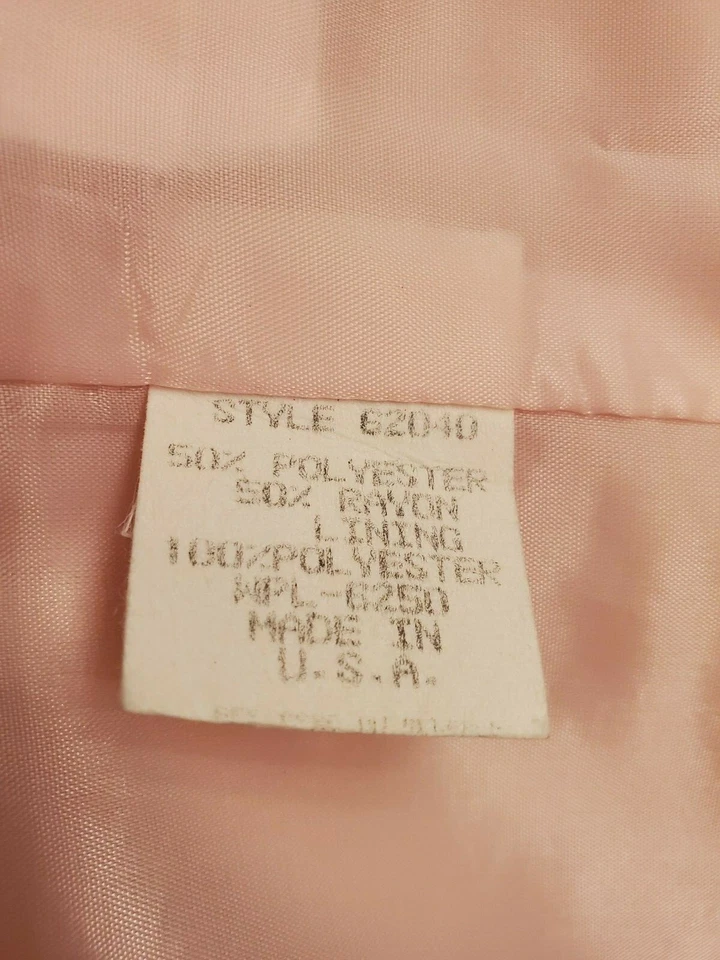 STYLE 62040
50% POLYESTER
50% RAYON
LINING
100%POLYESTER
WPL-6250
MADE IN
U.S.A.